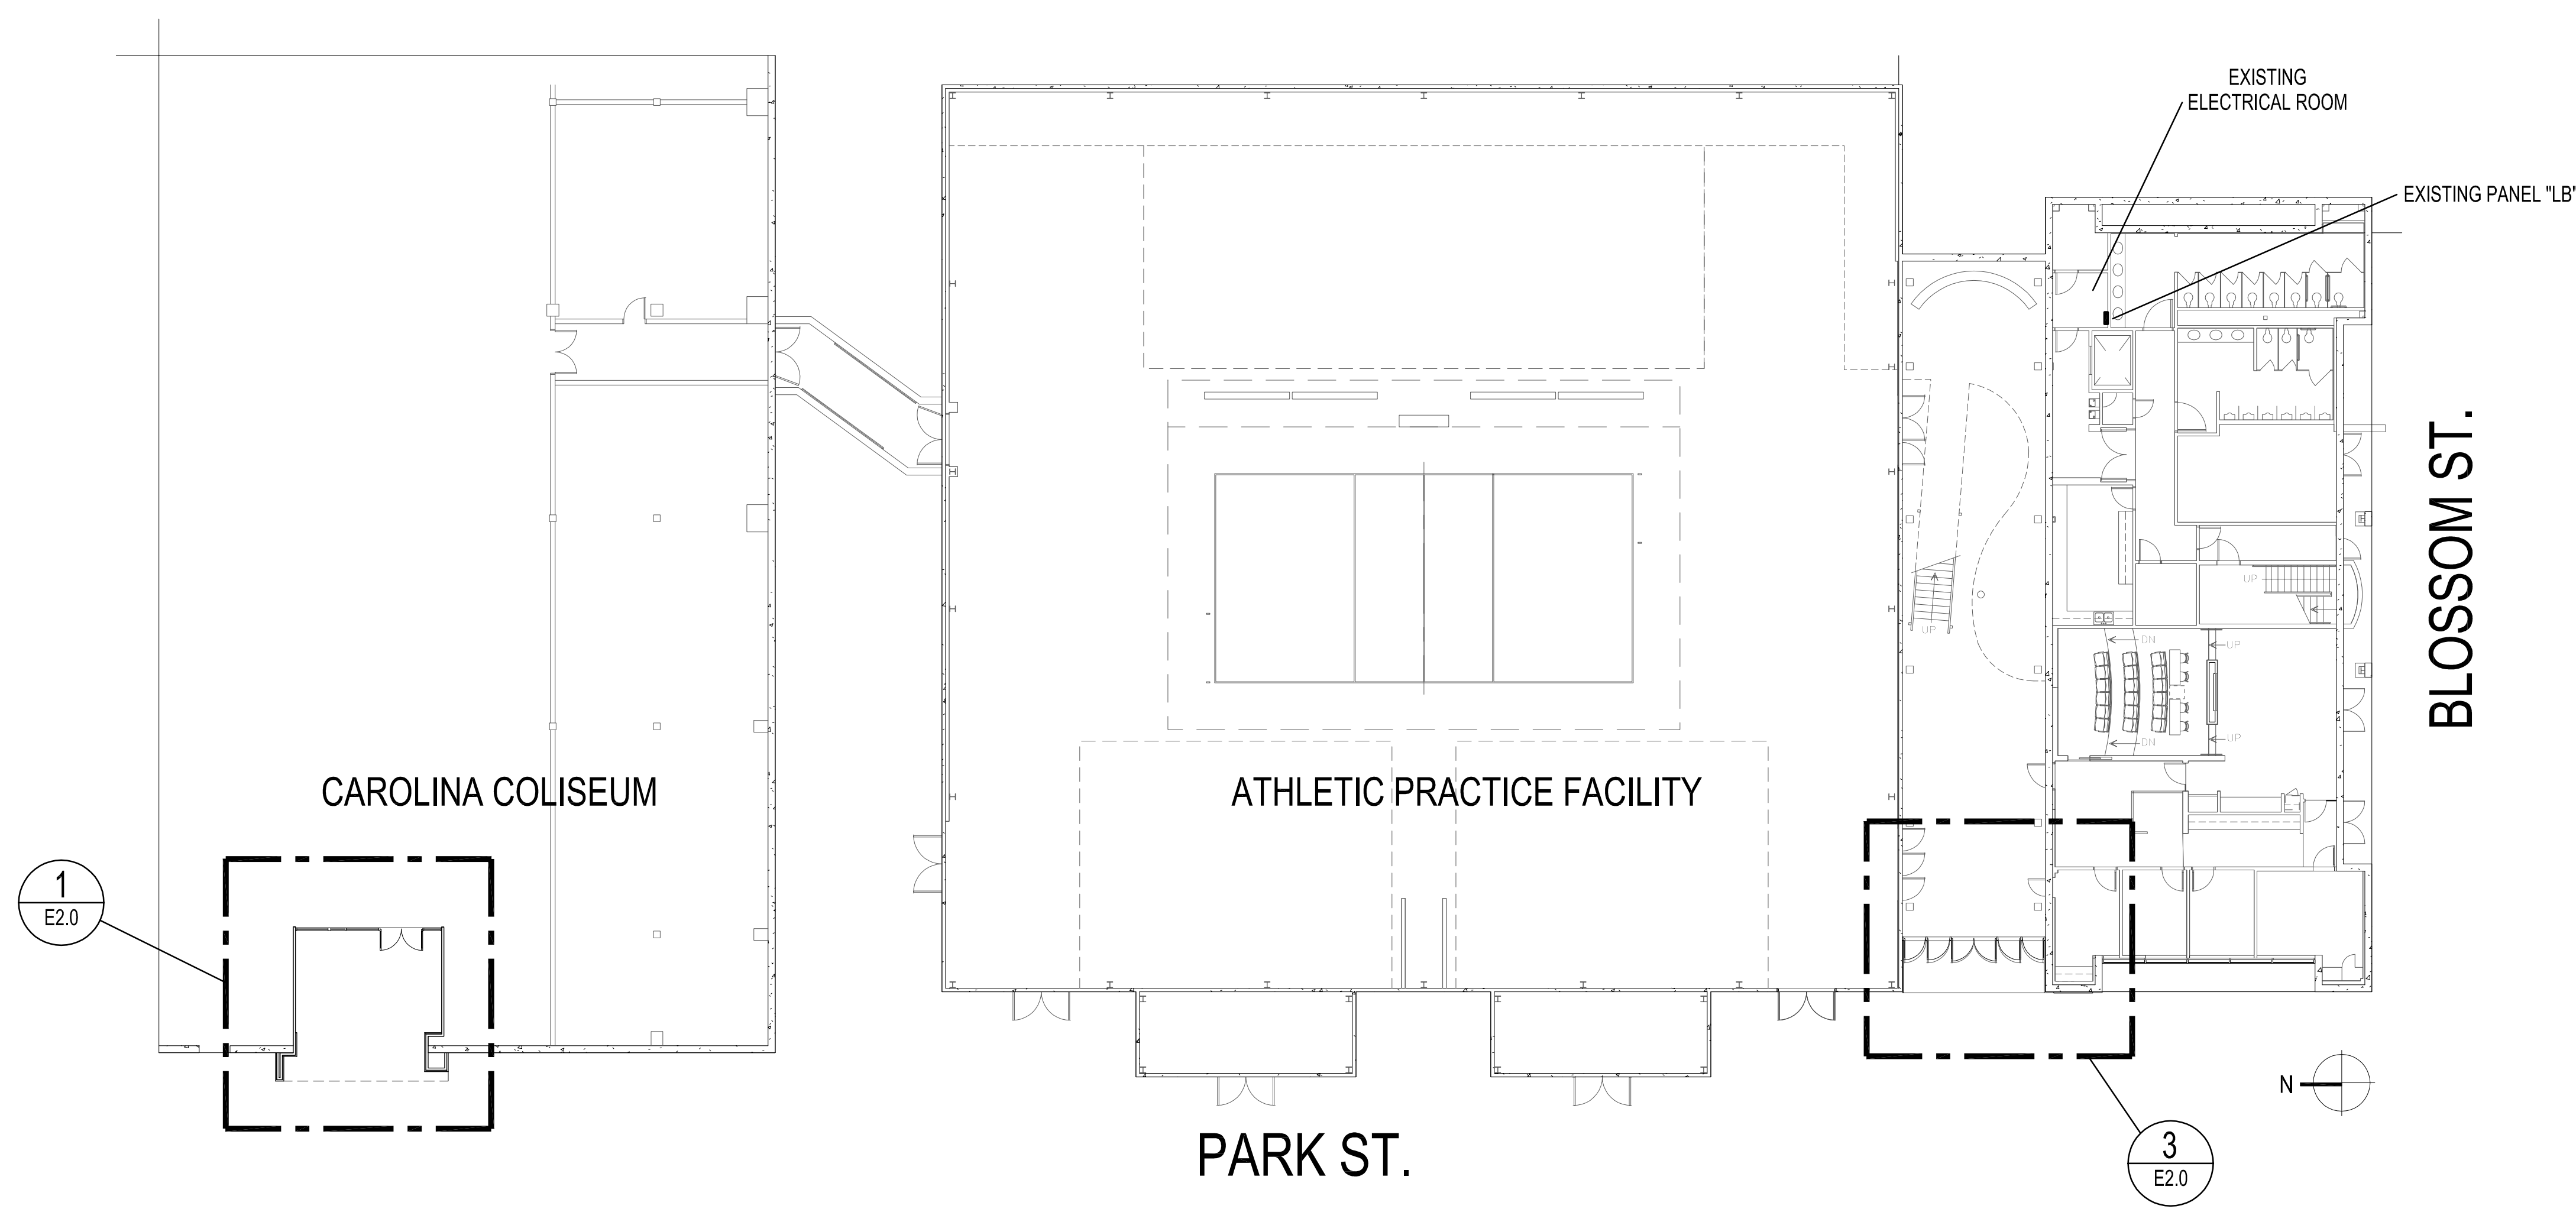 EXISTING
ELECTRICAL ROOM
EXISTING PANEL "LB"
BLOSSOM ST.
UP
UP
DN
UP
DN
UP
CAROLINA COLISEUM
ATHLETIC PRACTICE FACILITY
1
E2.0
N
PARK ST.
3
E2.0